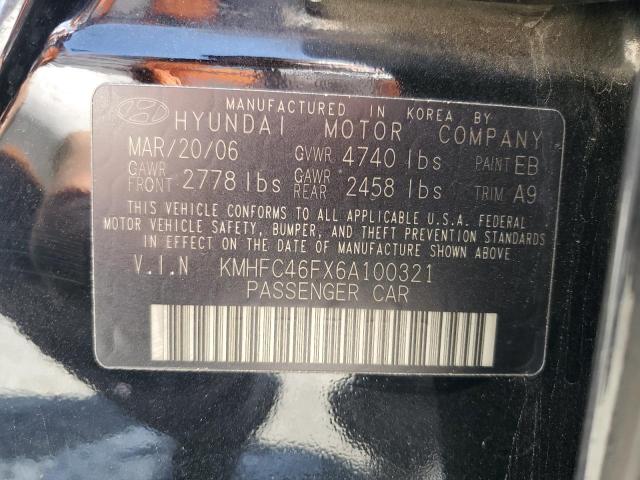 MANUFACTURED IN KOREA BY
HYUNDAI MOTOR COMPANY
MAR/20/06 GVWR 4740 lbs PAINT EB
GAWR FRONT 2778 lbs GAWR REAR 2458 lbs TRIM A9
THIS VEHICLE CONFORMS TO ALL APPLICABLE U.S.A. FEDERAL
MOTOR VEHICLE SAFETY, BUMPER, AND THEFT PREVENTION
STANDARDS IN EFFECT ON THE DATE OF MANUFACTURE SHOWN ABOVE
V.I.N KMHFC46FX6A100321
PASSENGER CAR